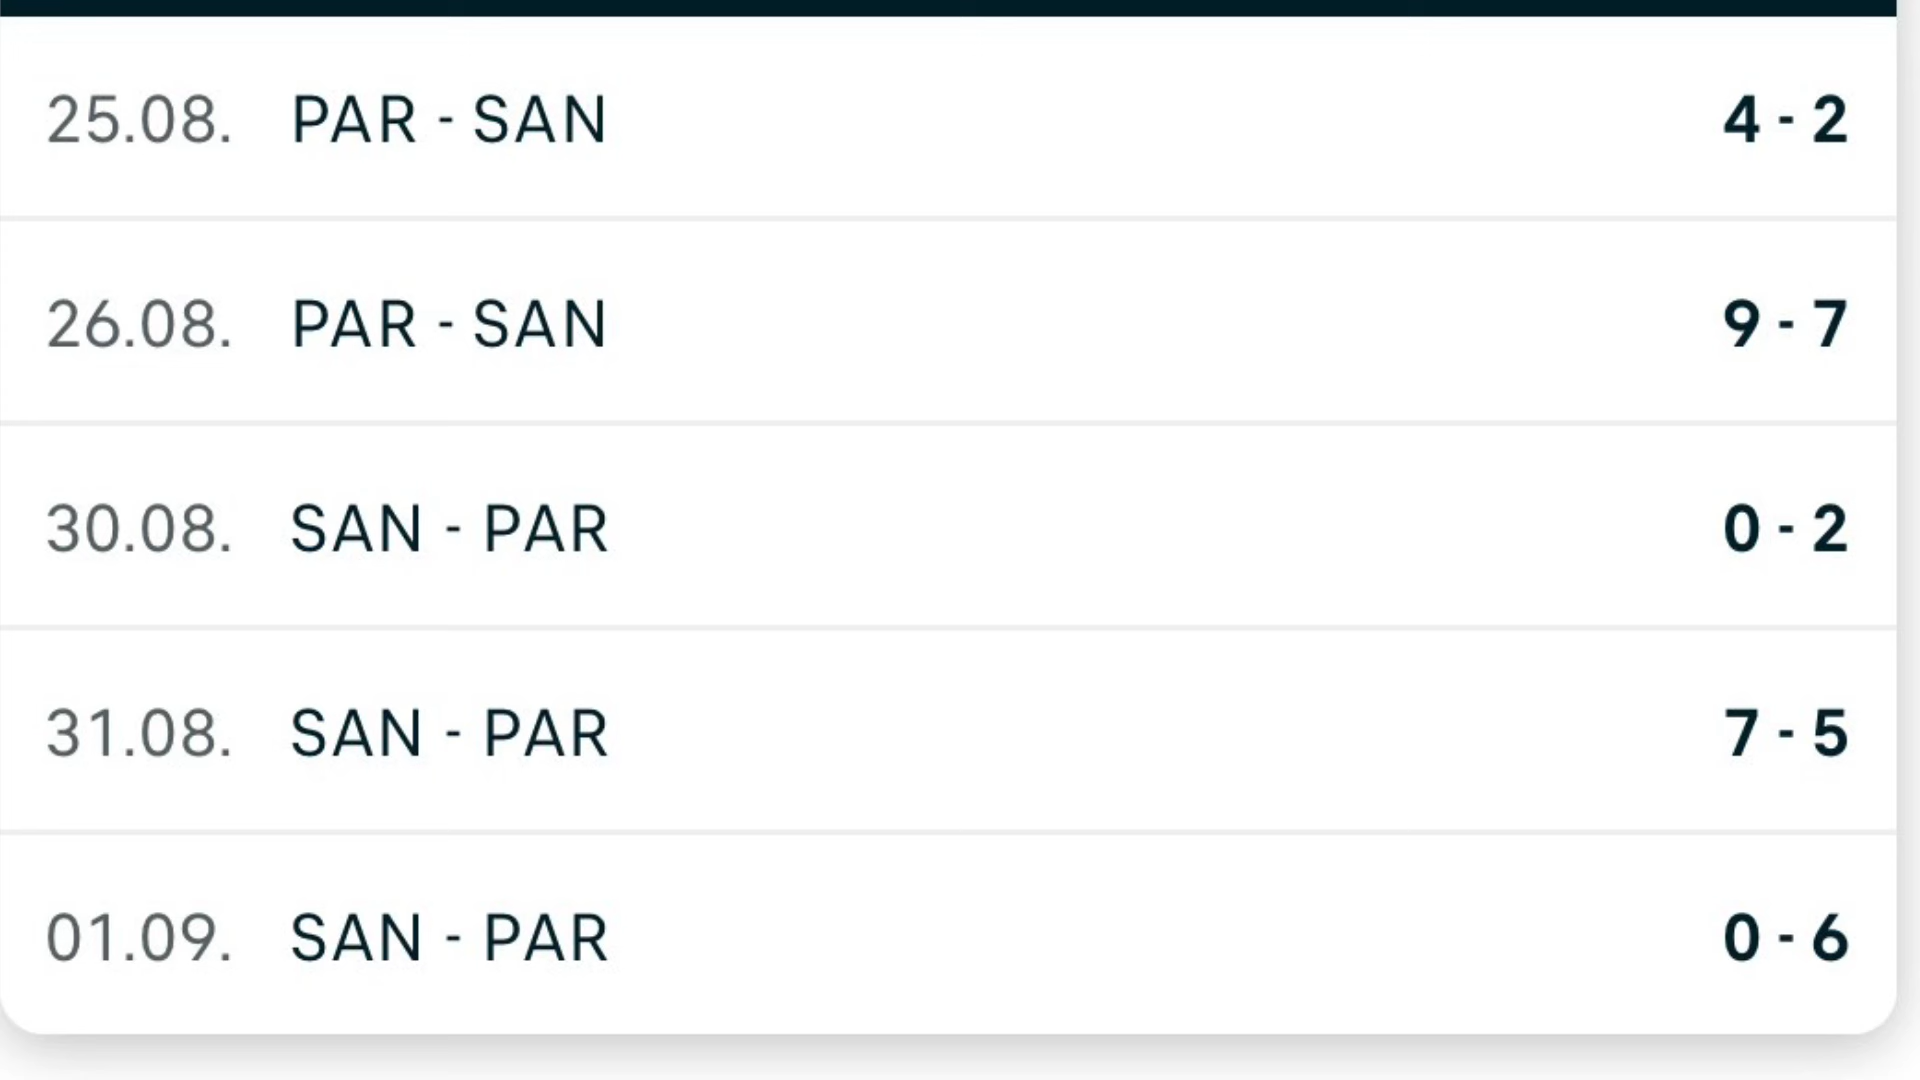 25.08. PAR - SAN 4 - 2
26.08. PAR - SAN 9 - 7
30.08. SAN - PAR 0 - 2
31.08. SAN - PAR 7 - 5
01.09. SAN - PAR 0 - 6